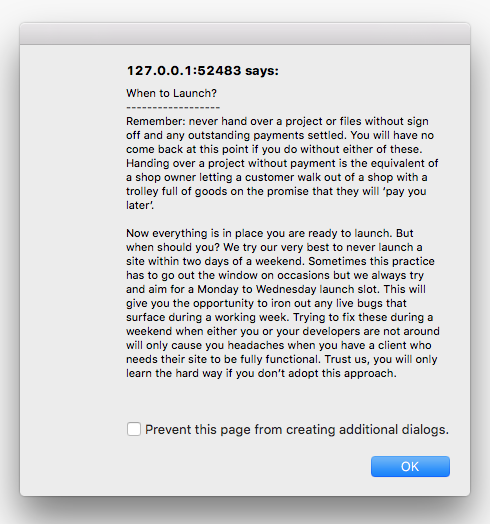 127.0.0.1:52483 says:
When to Launch?
------------------
Remember: never hand over a project or files without sign
off and any outstanding payments settled. You will have no
come back at this point if you do without either of these.
Handing over a project without payment is the equivalent of
a shop owner letting a customer walk out of a shop with a
trolley full of goods on the promise that they will ‘pay you
later’.
Now everything is in place you are ready to launch. But
when should you? We try our very best to never launch a
site within two days of a weekend. Sometimes this practice
has to go out the window on occasions but we always try
and aim for a Monday to Wednesday launch slot. This will
give you the opportunity to iron out any live bugs that
surface during a working week. Trying to fix these during a
weekend when either you or your developers are not around
will only cause you headaches when you have a client who
needs their site to be fully functional. Trust us, you will only
learn the hard way if you don’t adopt this approach.
Prevent this page from creating additional dialogs.
OK